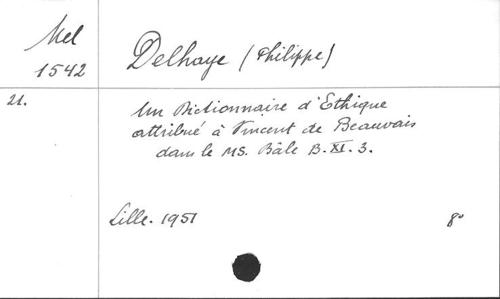 Mel
1542
Delhaye (Philippe)
21.
Un Dictionnaire d'Ethique
attribué à Vincent de Beauvais
dans le MS. Bâle B.XI.3.
Lille. 1951
8°